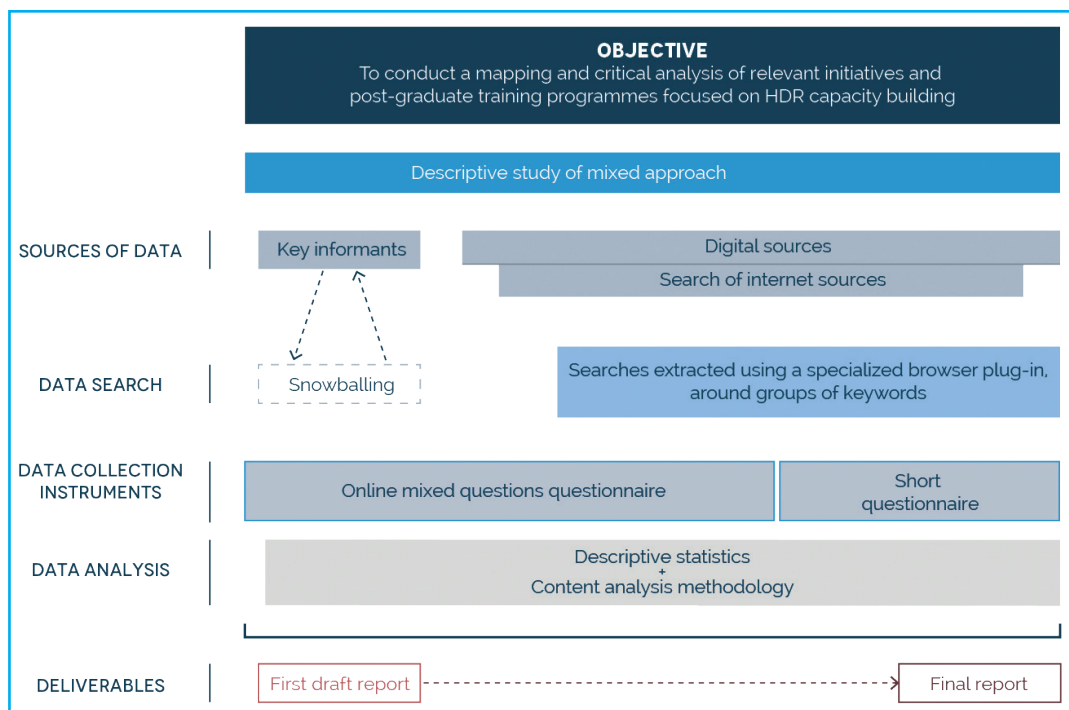 OBJECTIVE
To conduct a mapping and critical analysis of relevant initiatives and
post-graduate training programmes focused on HDR capacity building
Descriptive study of mixed approach
SOURCES OF DATA
Key informants
Digital sources
Search of internet sources
DATA SEARCH
Snowballing
Searches extracted using a specialized browser plug-in,
around groups of keywords
DATA COLLECTION
INSTRUMENTS
Online mixed questions questionnaire
Short
questionnaire
DATA ANALYSIS
Descriptive statistics
+
Content analysis methodology
DELIVERABLES
First draft report
Final report